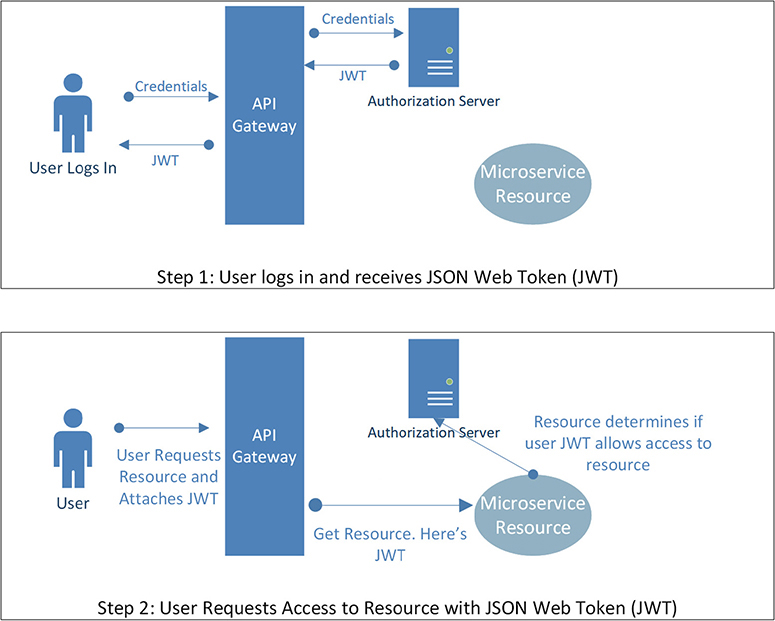 Credentials
JWT
Authorization Server
Credentials
JWT
User Logs In
API
Gateway
Microservice
Resource
Step 1: User logs in and receives JSON Web Token (JWT)
User Requests
Resource and
Attaches JWT
User
API
Gateway
Authorization Server
Resource determines if
user JWT allows access to
resource
Get Resource. Here's
JWT
Microservice
Resource
Step 2: User Requests Access to Resource with JSON Web Token (JWT)